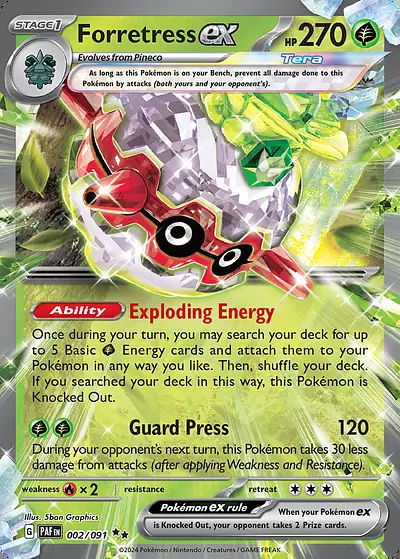 STAGE1 Forretress ex HP 270
Evolves from Pineco Tera
As long as this Pokémon is on your Bench, prevent all damage done to this
Pokémon by attacks (both yours and your opponent's).
Ability Exploding Energy
Once during your turn, you may search your deck for up
to 5 Basic Energy cards and attach them to your
Pokémon in any way you like. Then, shuffle your deck.
If you searched your deck in this way, this Pokémon is
Knocked Out.
Guard Press 120
During your opponent's next turn, this Pokémon takes 30 less
damage from attacks (after applying Weakness and Resistance).
weakness × 2 resistance retreat
Illus. 5ban Graphics
Pokémon ex rule When your Pokémon ex
is Knocked Out, your opponent takes 2 Prize cards.
G PAF EN 002/091
©2024 Pokémon / Nintendo / Creatures / GAME FREAK